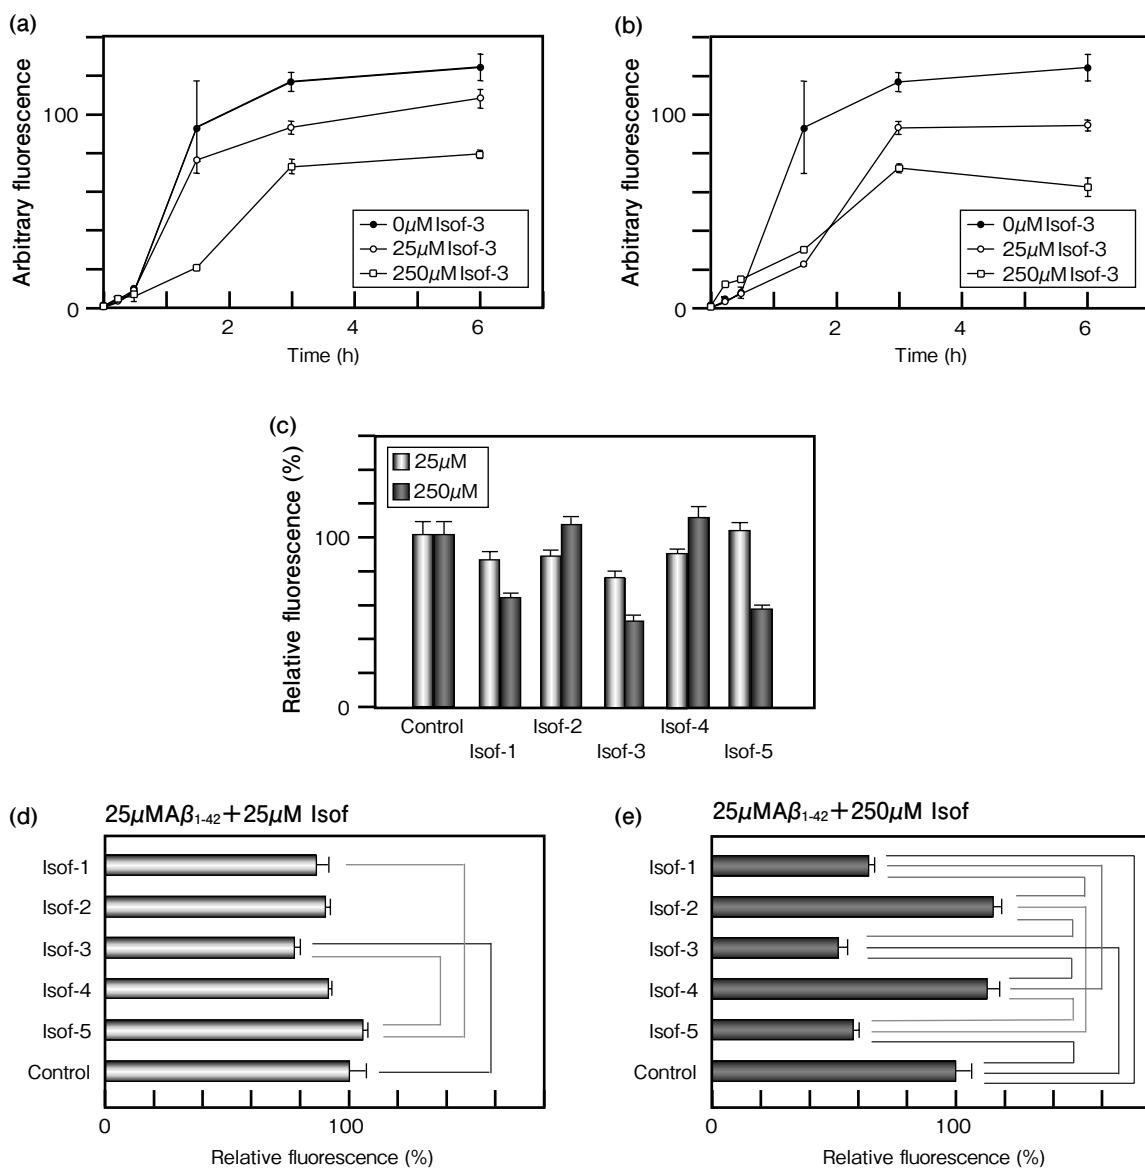 (a)
Arbitrary fluorescence
100
0
0μM Isof-3
25μM Isof-3
250μM Isof-3
2
4
6
Time (h)
(b)
Arbitrary fluorescence
100
0
0μM Isof-3
25μM Isof-3
250μM Isof-3
2
4
6
Time (h)
(c)
Relative fluorescence (%)
100
0
25μM
250μM
Control
Isof-1
Isof-2
Isof-3
Isof-4
Isof-5
(d)
25μMAβ1-42+25μM Isof
Isof-1
Isof-2
Isof-3
Isof-4
Isof-5
Control
0
100
Relative fluorescence (%)
(e)
25μMAβ1-42+250μM Isof
Isof-1
Isof-2
Isof-3
Isof-4
Isof-5
Control
0
100
Relative fluorescence (%)